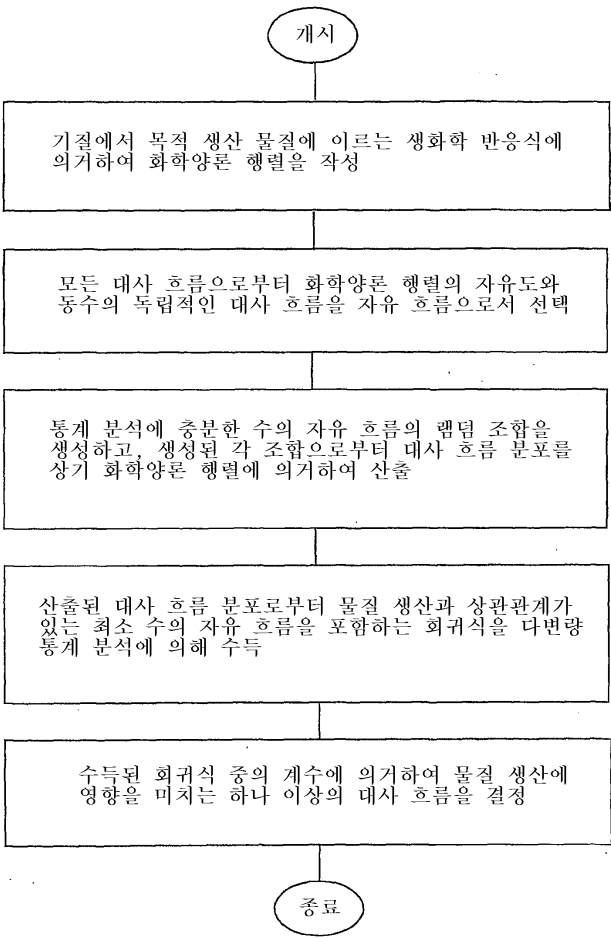 개시
기질에서 목적 생산 물질에 이르는 생화학 반응식에
의거하여 화학양론 행렬을 작성
모든 대사 흐름으로부터 화학양론 행렬의 자유도와
동수의 독립적인 대사 흐름을 자유 흐름으로서 선택
통계 분석에 충분한 수의 자유 흐름의 램덤 조합을
생성하고, 생성된 각 조합으로부터 대사 흐름 분포를
상기 화학양론 행렬에 의거하여 산출
산출된 대사 흐름 분포로부터 물질 생산과 상관관계가
있는 최소 수의 자유 흐름을 포함하는 회귀식을 다변량
통계 분석에 의해 수득
수득된 회귀식 중의 계수에 의거하여 물질 생산에
영향을 미치는 하나 이상의 대사 흐름을 결정
종료